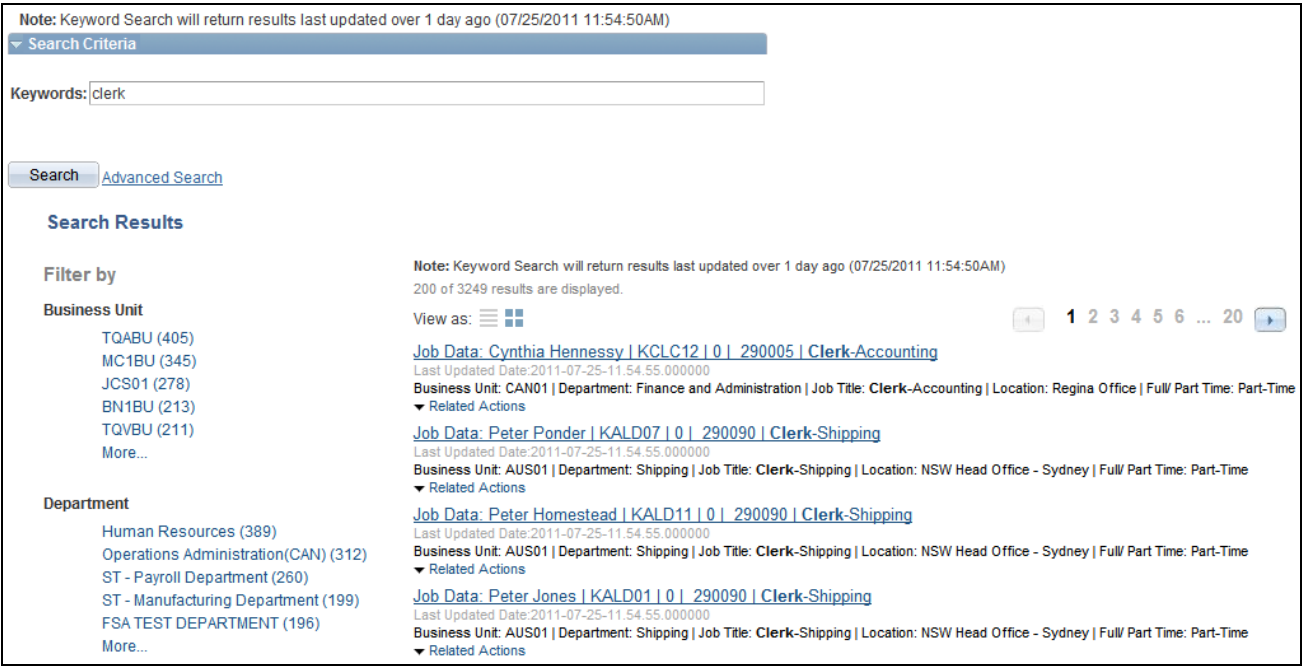 Note: Keyword Search will return results last updated over 1 day ago (07/25/2011 11:54:50AM)
Search Criteria
Keywords: clerk
Search Advanced Search
Search Results
Filter by
Business Unit
TQABU (405)
MC1BU (345)
JCS01 (278)
BN1BU (213)
TQVBU (211)
More...
Department
Human Resources (389)
Operations Administration(CAN) (312)
ST - Payroll Department (260)
ST - Manufacturing Department (199)
FSA TEST DEPARTMENT (196)
More...
Note: Keyword Search will return results last updated over 1 day ago (07/25/2011 11:54:50AM)
200 of 3249 results are displayed.
View as: 1 2 3 4 5 6 ... 20
Job Data: Cynthia Hennessy | KCLC12 | 0 | 290005 | Clerk-Accounting
Last Updated Date:2011-07-25-11.54.55.000000
Business Unit: CAN01 | Department: Finance and Administration | Job Title: Clerk-Accounting | Location: Regina Office | Full/ Part Time: Part-Time
Related Actions
Job Data: Peter Ponder | KALD07 | 0 | 290090 | Clerk-Shipping
Last Updated Date:2011-07-25-11.54.55.000000
Business Unit: AUS01 | Department: Shipping | Job Title: Clerk-Shipping | Location: NSW Head Office - Sydney | Full/ Part Time: Part-Time
Related Actions
Job Data: Peter Homestead | KALD11 | 0 | 290090 | Clerk-Shipping
Last Updated Date:2011-07-25-11.54.55.000000
Business Unit: AUS01 | Department: Shipping | Job Title: Clerk-Shipping | Location: NSW Head Office - Sydney | Full/ Part Time: Part-Time
Related Actions
Job Data: Peter Jones | KALD01 | 0 | 290090 | Clerk-Shipping
Last Updated Date:2011-07-25-11.54.55.000000
Business Unit: AUS01 | Department: Shipping | Job Title: Clerk-Shipping | Location: NSW Head Office - Sydney | Full/ Part Time: Part-Time
Related Actions